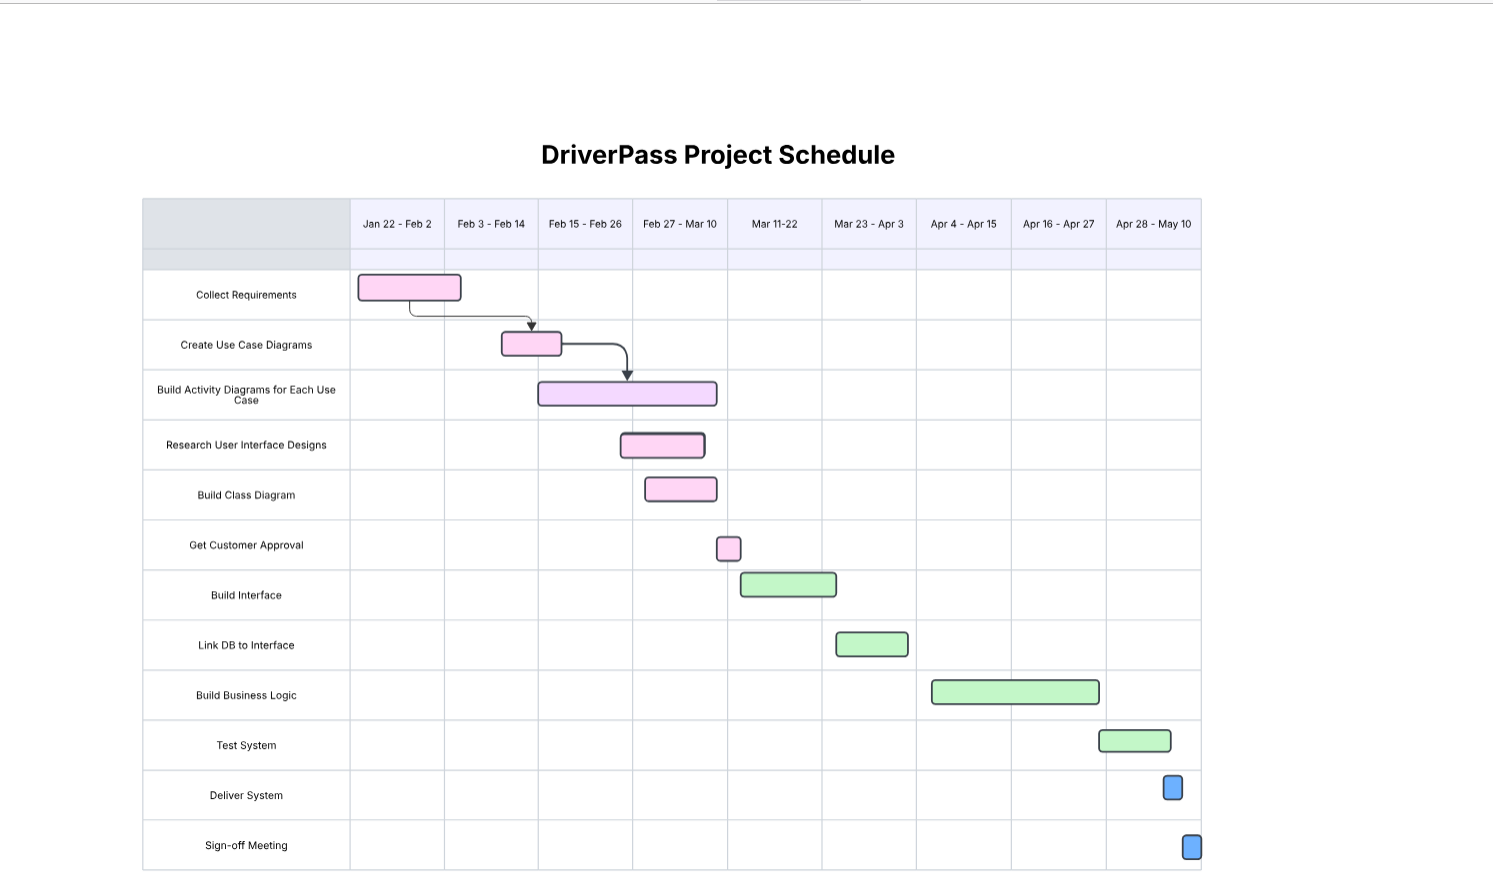 DriverPass Project Schedule
Jan 22 - Feb 2
Feb 3 - Feb 14
Feb 15 - Feb 26
Feb 27 - Mar 10
Mar 11-22
Mar 23 - Apr 3
Apr 4 - Apr 15
Apr 16 - Apr 27
Apr 28 - May 10
Collect Requirements
Create Use Case Diagrams
Build Activity Diagrams for Each Use
Case
Research User Interface Designs
Build Class Diagram
Get Customer Approval
Build Interface
Link DB to Interface
Build Business Logic
Test System
Deliver System
Sign-off Meeting